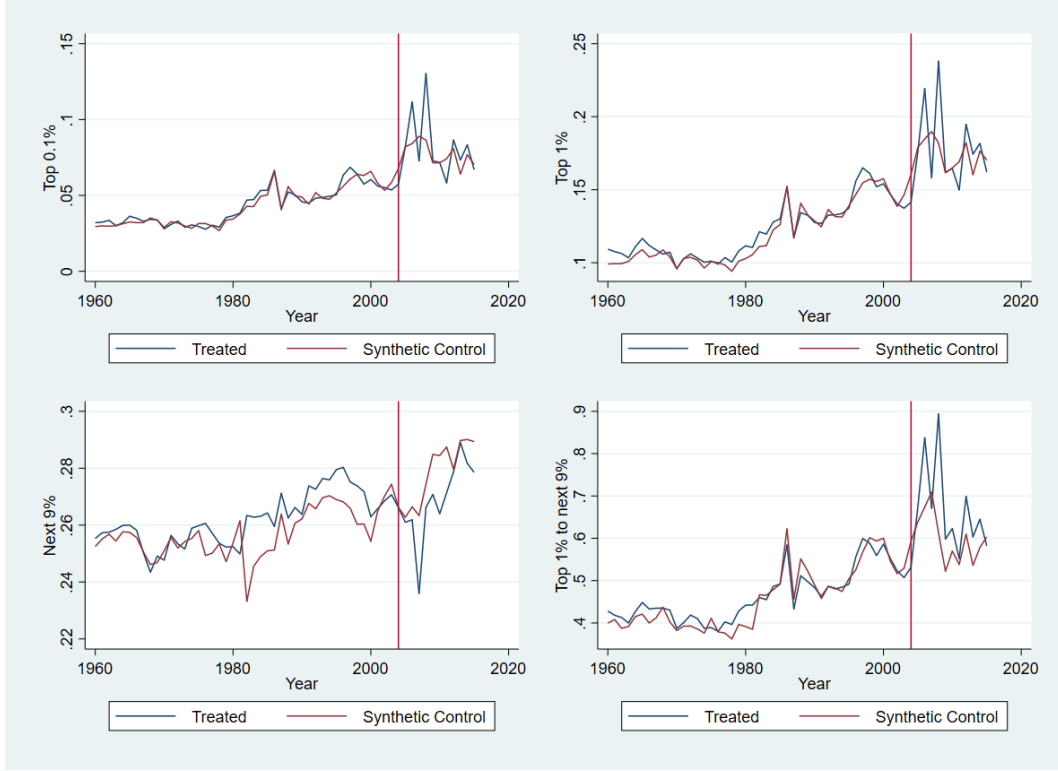 Top 0.1%
.15
.1
.05
0
1960 1980 2000 2020
Year
Treated Synthetic Control
Top 1%
.25
.2
.15
.1
1960 1980 2000 2020
Year
Treated Synthetic Control
Next 9%
.3
.28
.26
.24
.22
1960 1980 2000 2020
Year
Treated Synthetic Control
Top 1% to next 9%
.9
.8
.7
.6
.5
.4
1960 1980 2000 2020
Year
Treated Synthetic Control